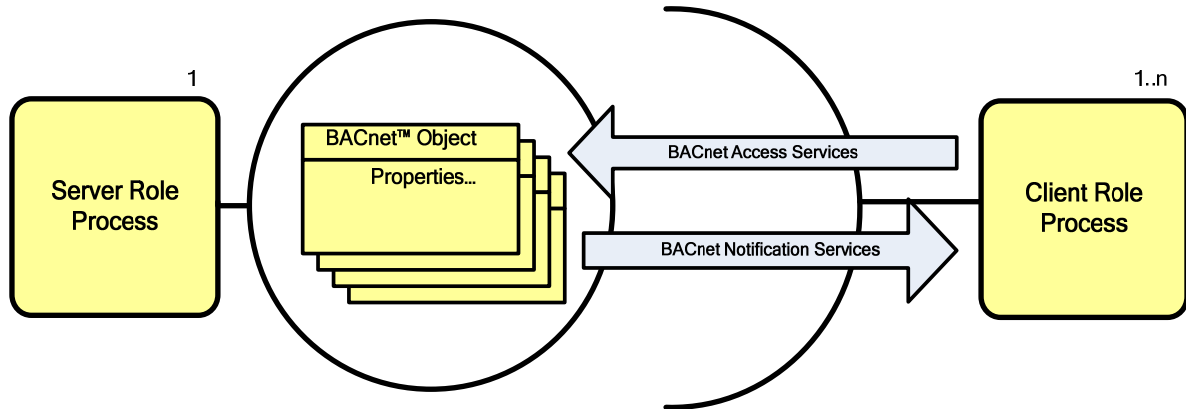 1
1..n
BACnet™ Object
Properties...
BACnet Access Services
Server Role
Process
Client Role
Process
BACnet Notification Services